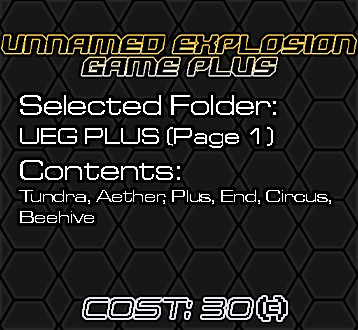 UNNAMED EXPLOSION
GAME PLUS
Selected Folder:
UEG PLUS (Page 1)
Contents:
Tundra, Aether, Plus, End, Circus,
Beehive
COST: 30